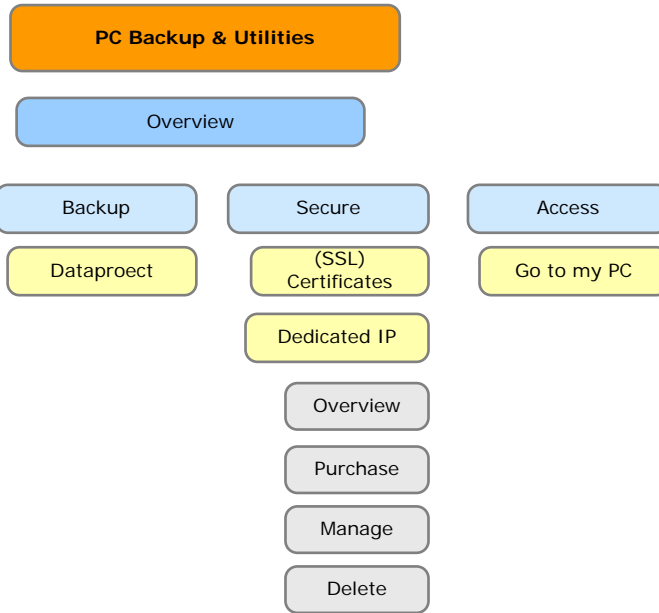 PC Backup & Utilities
Overview
Backup
Secure
Access
Dataproect
(SSL)
Certificates
Go to my PC
Dedicated IP
Overview
Purchase
Manage
Delete